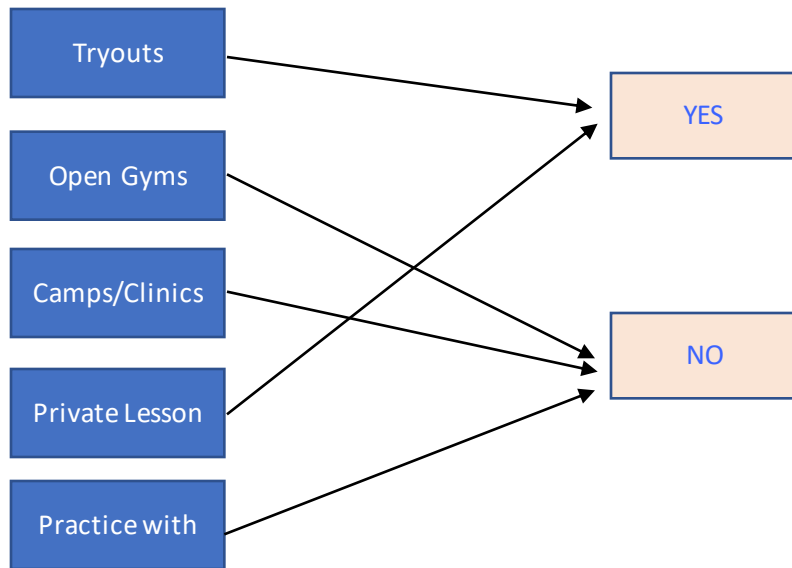 Tryouts
YES
Open Gyms
Camps/Clinics
NO
Private Lesson
Practice with